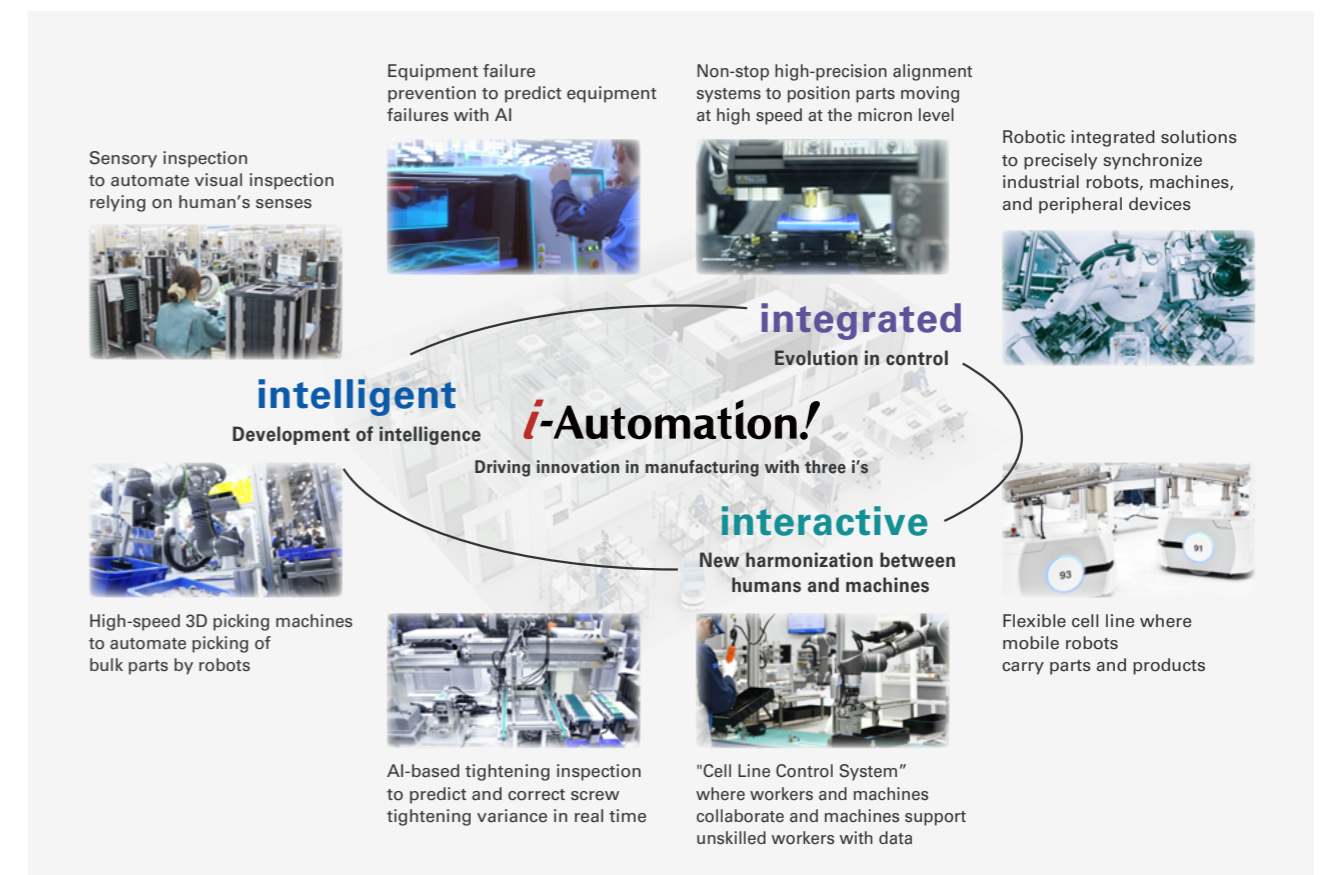 Equipment failure
prevention to predict equipment
failures with AI
Non-stop high-precision alignment
systems to position parts moving
at high speed at the micron level
Robotic integrated solutions
to precisely synchronize
industrial robots, machines,
and peripheral devices
Sensory inspection
to automate visual inspection
relying on human's senses
integrated
Evolution in control
intelligent
Development of intelligence
i-Automation!
Driving innovation in manufacturing with three i's
interactive
New harmonization between
humans and machines
93
91
High-speed 3D picking machines
to automate picking of
bulk parts by robots
Flexible cell line where
mobile robots
carry parts and products
AI-based tightening inspection
to predict and correct screw
tightening variance in real time
"Cell Line Control System”
where workers and machines
collaborate and machines support
unskilled workers with data